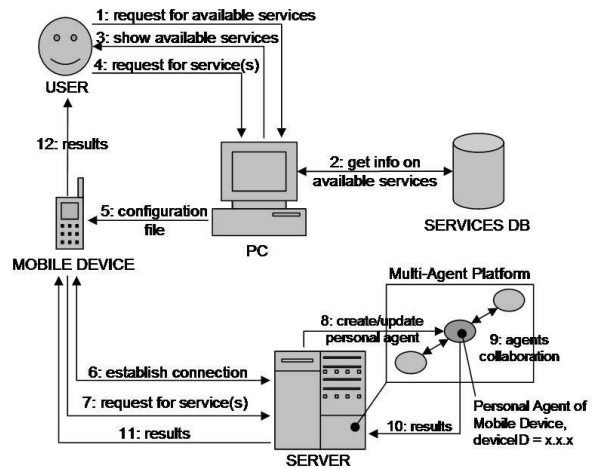 1: request for available services
3: show available services
4: request for service(s)
USER
12: results
2: get info on
available services
5: configuration
file
PC
SERVICES DB
MOBILE DEVICE
Multi-Agent Platform
8: create/update
personal agent
9: agents
collaboration
6: establish connection
7: request for service(s)
10: results
Personal Agent of
Mobile Device,
deviceID = x.x.x
11: results
SERVER